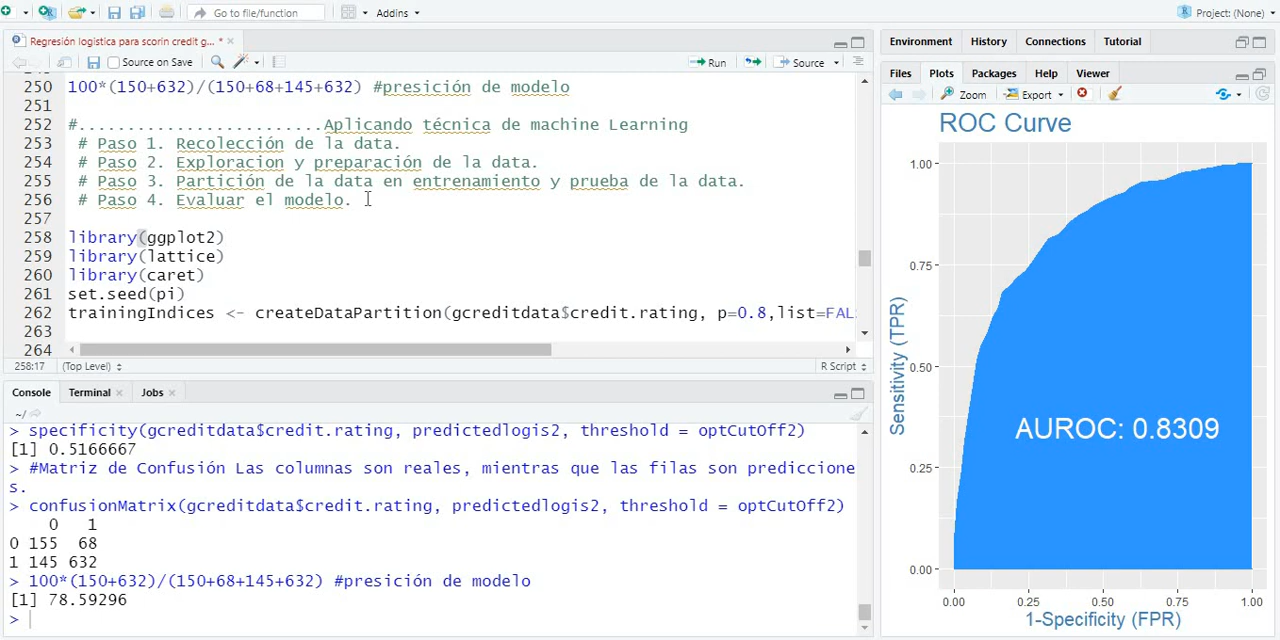 Go to file/function
Addins
Project: (None)
Regresión logistica para scorin credit g... *
Source on Save
Run
Source
250 100*(150+632)/(150+68+145+632) #presición de modelo
251
252 #.........................Aplicando técnica de machine Learning
253 # Paso 1. Recolección de la data.
254 # Paso 2. Exploracion y preparación de la data.
255 # Paso 3. Partición de la data en entrenamiento y prueba de la data.
256 # Paso 4. Evaluar el modelo.
257
258 library(ggplot2)
259 library(lattice)
260 library(caret)
261 set.seed(pi)
262 trainingIndices <- createDataPartition(gcreditdata$credit.rating, p=0.8,list=FAL
263
264
258:17 (Top Level) R Script
Console Terminal Jobs
~/
> specificity(gcreditdata$credit.rating, predictedlogis2, threshold = optCutOff2)
[1] 0.5166667
> #Matriz de Confusión Las columnas son reales, mientras que las filas son prediccione
s.
> confusionMatrix(gcreditdata$credit.rating, predictedlogis2, threshold = optCutOff2)
0 1
0 155 68
1 145 632
> 100*(150+632)/(150+68+145+632) #presición de modelo
[1] 78.59296
>
Environment History Connections Tutorial
Files Plots Packages Help Viewer
Zoom Export
ROC Curve
1.00
0.75
0.50
0.25
0.00
Sensitivity (TPR)
AUROC: 0.8309
0.00 0.25 0.50 0.75 1.00
1-Specificity (FPR)